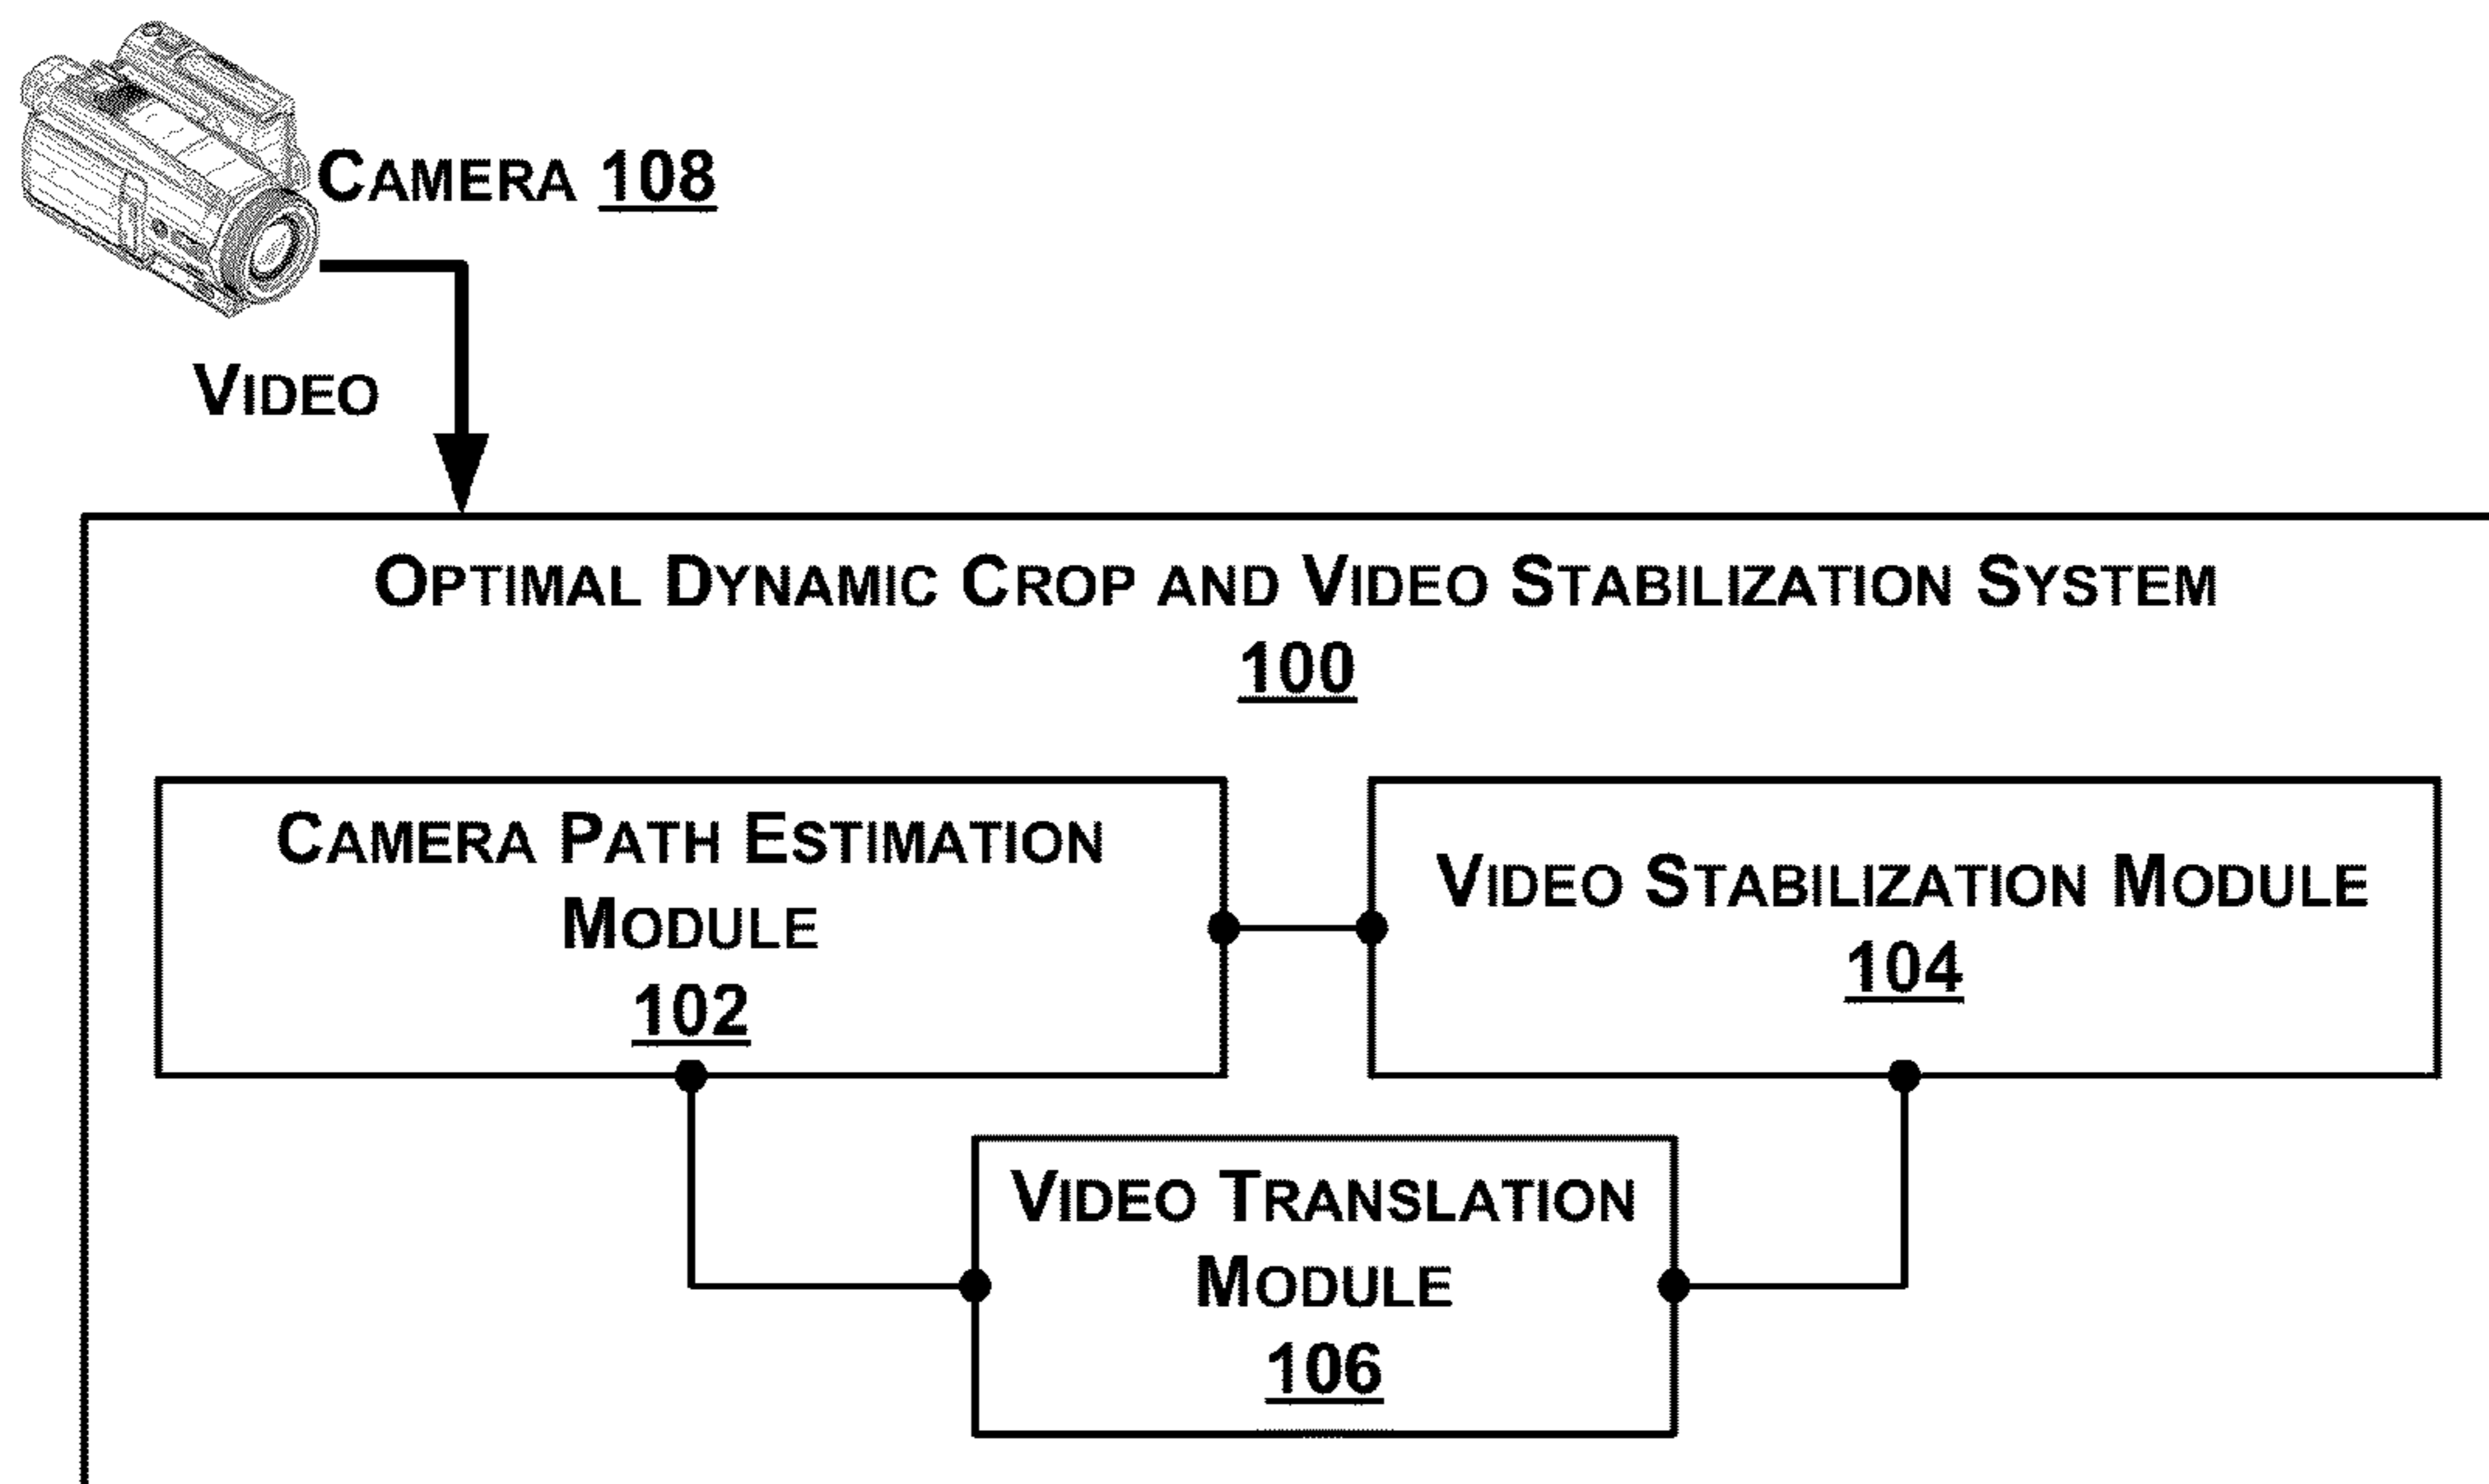 CAMERA 108
VIDEO
OPTIMAL DYNAMIC CROP AND VIDEO STABILIZATION SYSTEM
100
CAMERA PATH ESTIMATION
MODULE
102
VIDEO STABILIZATION MODULE
104
VIDEO TRANSLATION
MODULE
106